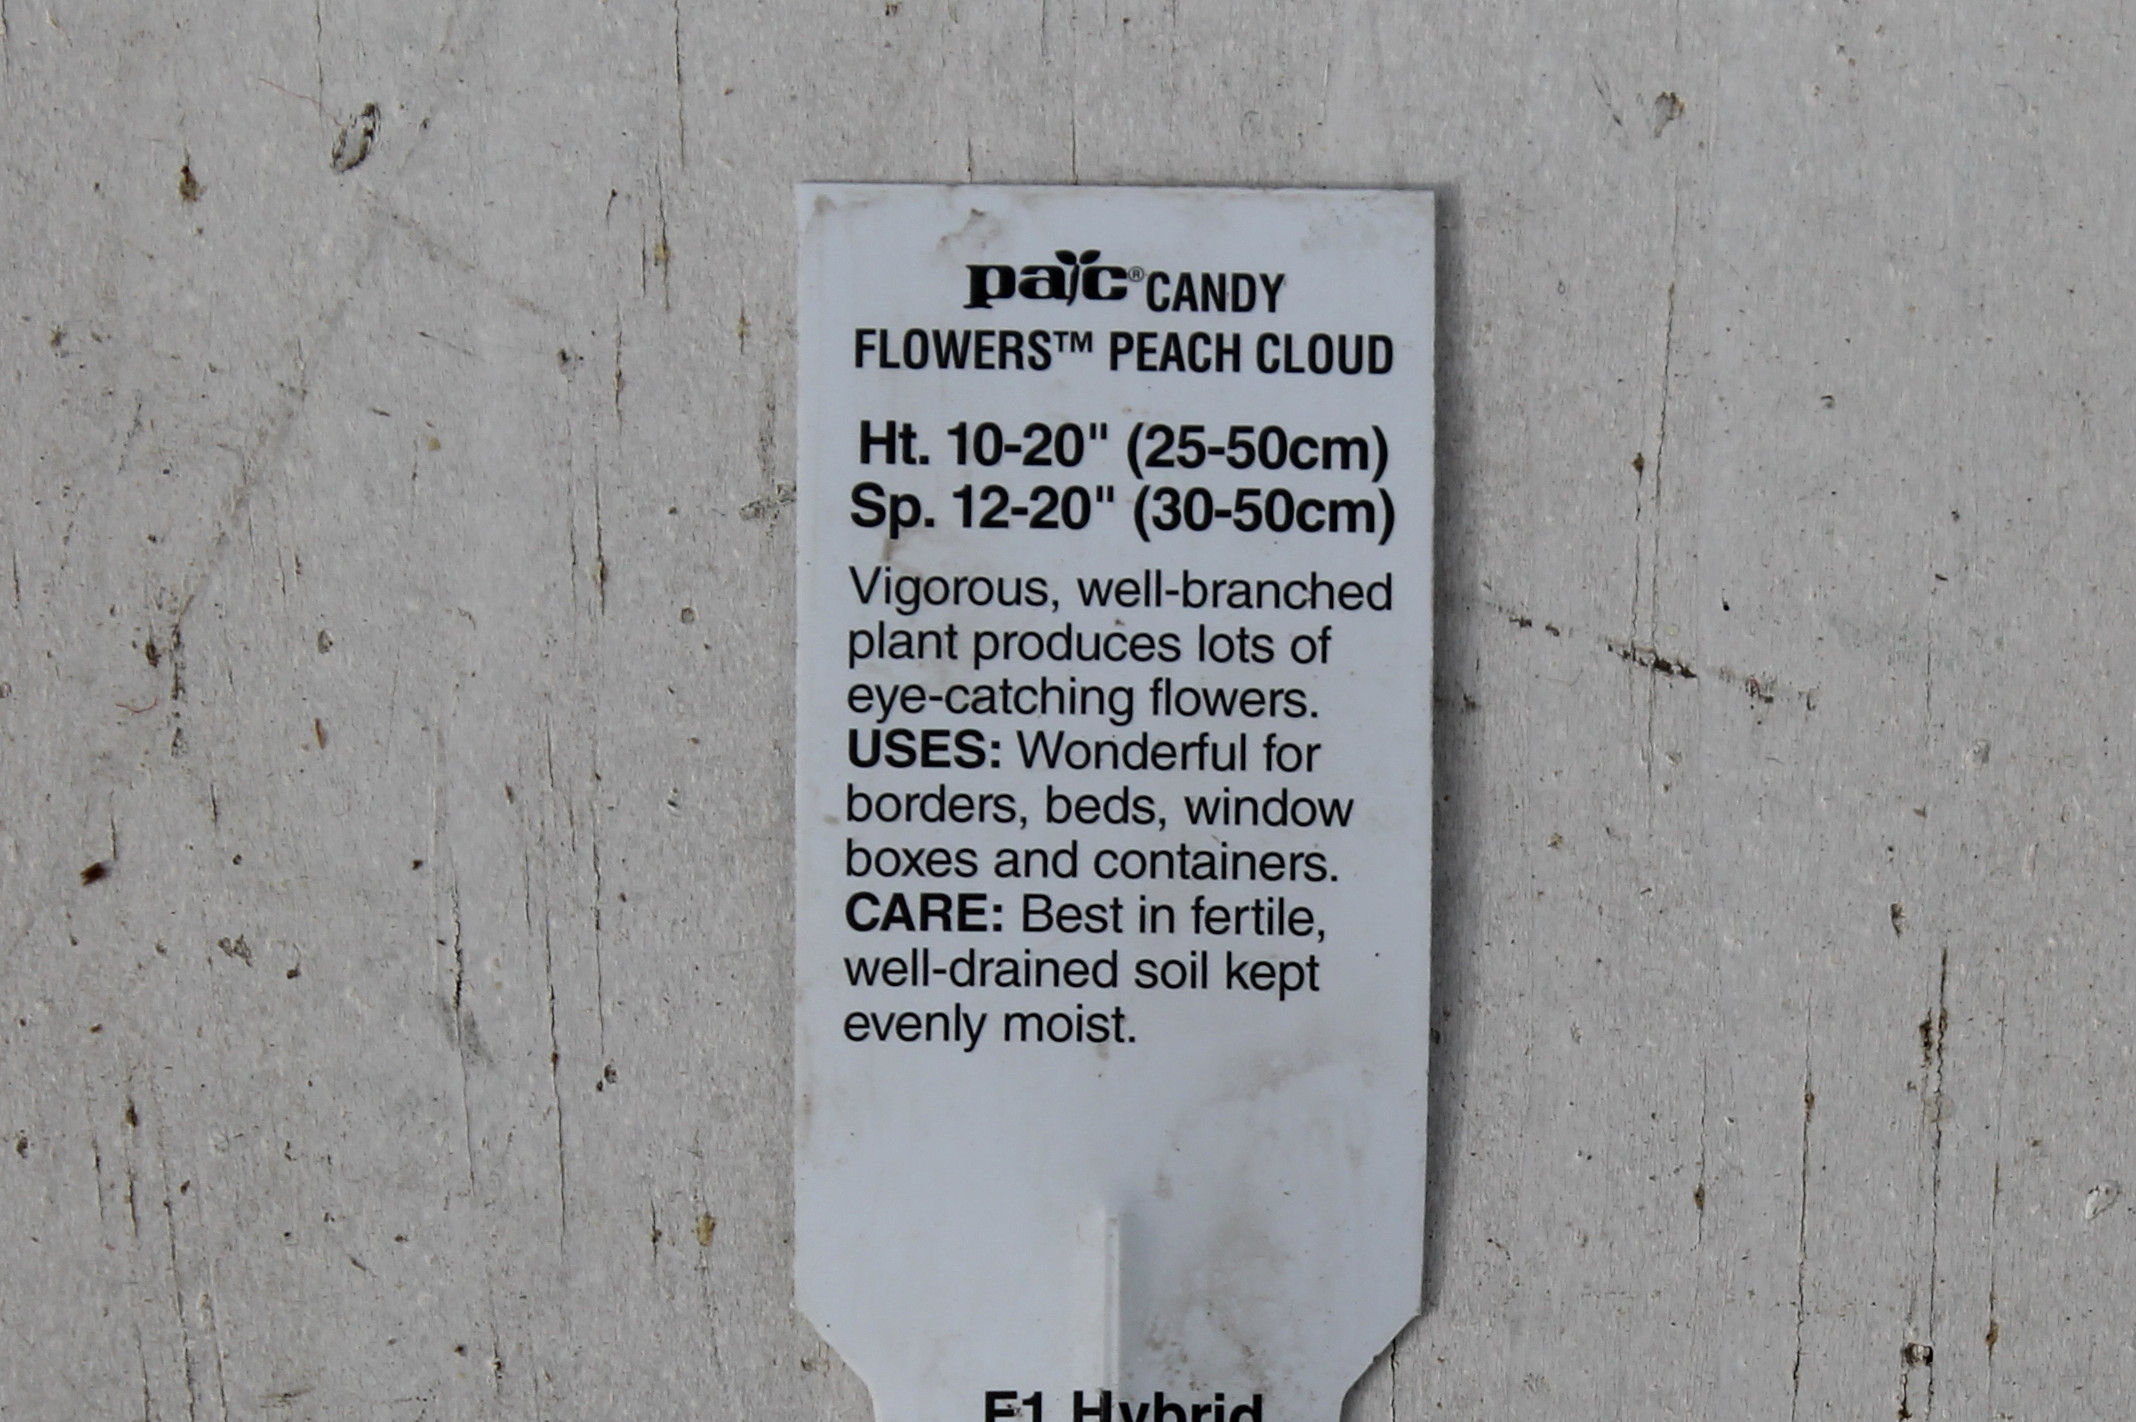 pac® CANDY
FLOWERS™ PEACH CLOUD
Ht. 10-20" (25-50cm)
Sp. 12-20" (30-50cm)
Vigorous, well-branched
plant produces lots of
eye-catching flowers.
USES: Wonderful for
borders, beds, window
boxes and containers.
CARE: Best in fertile,
well-drained soil kept
evenly moist.
F1 Hybrid